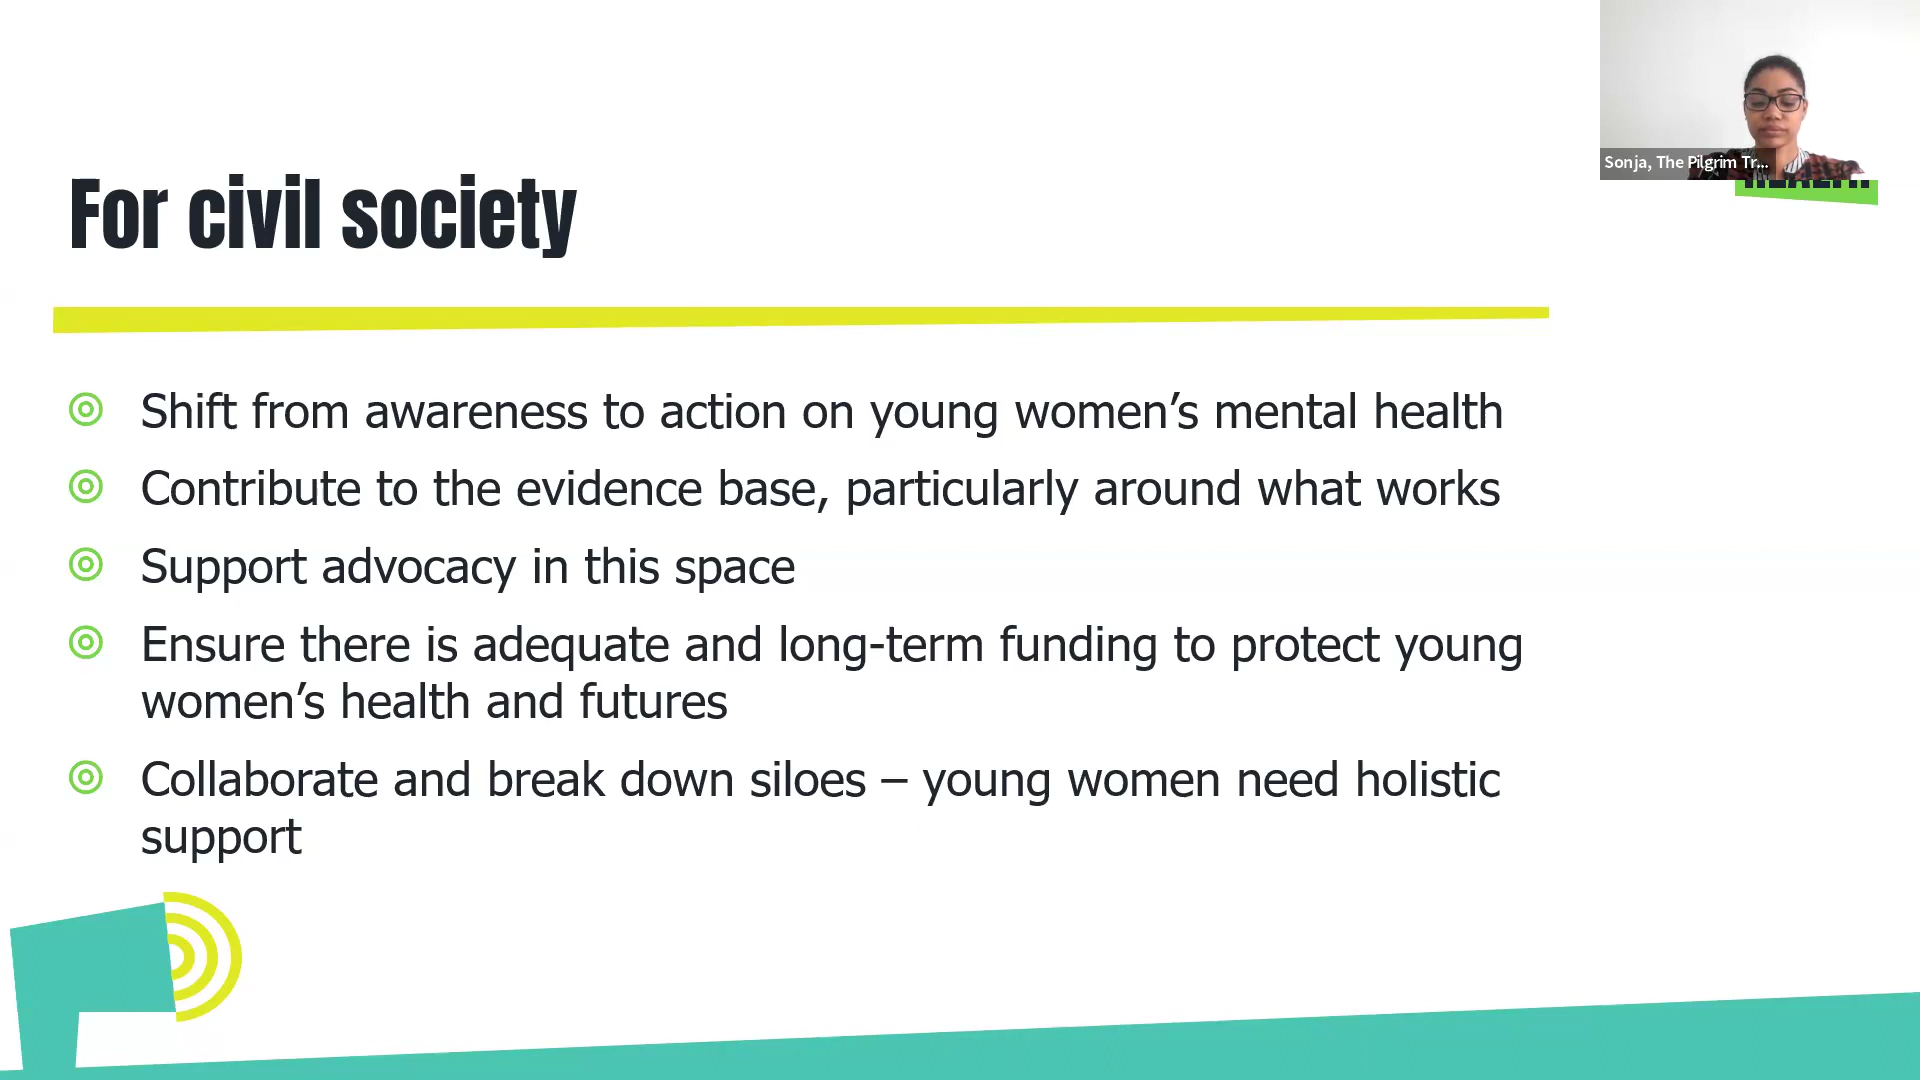 Sonja, The Pilgrim Tr...
For civil society
Shift from awareness to action on young women’s mental health
Contribute to the evidence base, particularly around what works
Support advocacy in this space
Ensure there is adequate and long-term funding to protect young
women’s health and futures
Collaborate and break down siloes – young women need holistic
support